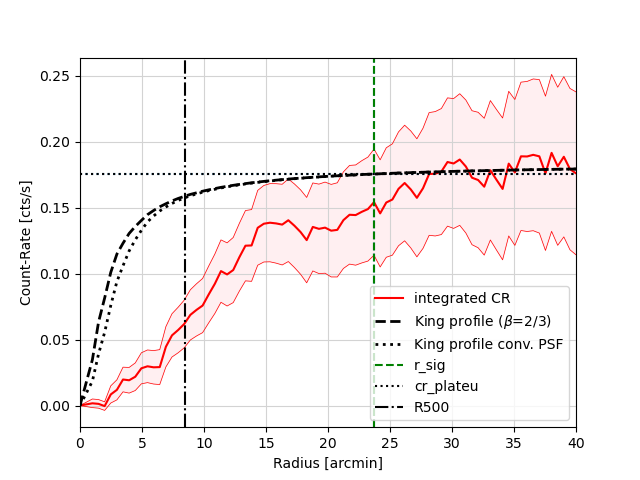 0.25
0.20
0.15
0.10
0.05
0.00
Count-Rate [cts/s]
integrated CR
King profile (β=2/3)
King profile conv. PSF
r_sig
cr_plateu
R500
0 5 10 15 20 25 30 35 40
Radius [arcmin]